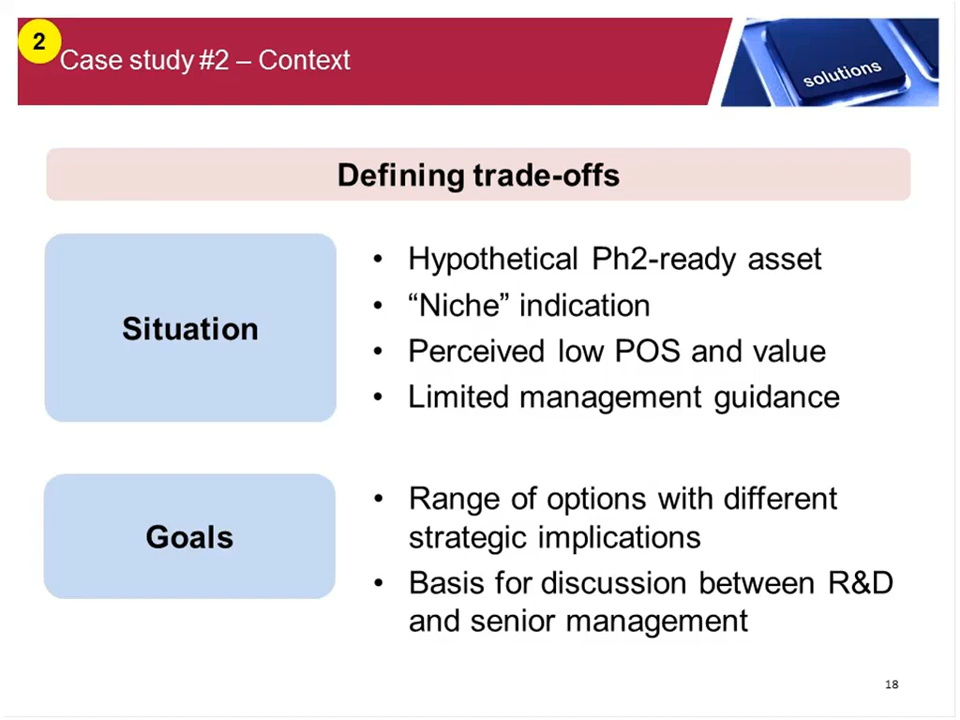 2
Case study #2 – Context
solutions
Defining trade-offs
Situation
• Hypothetical Ph2-ready asset
• “Niche” indication
• Perceived low POS and value
• Limited management guidance
Goals
• Range of options with different
strategic implications
• Basis for discussion between R&D
and senior management
18